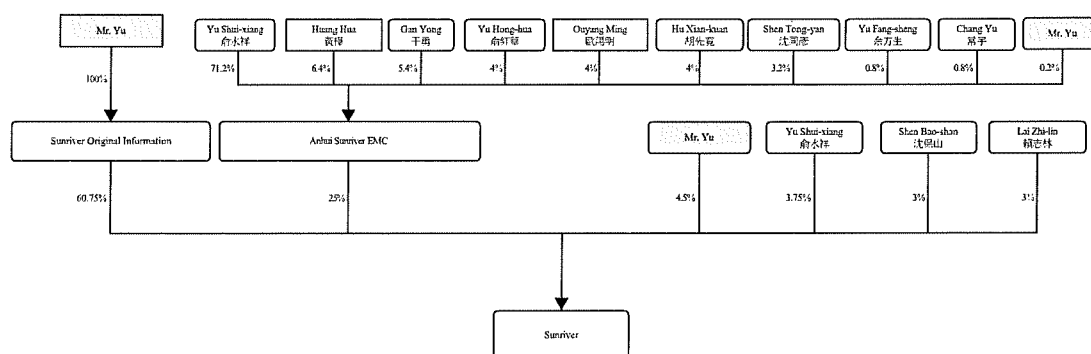 Mr. Yu
Yu Shui-xiang
俞水祥
Huang Hua
黃樺
Gan Yong
干勇
Yu Hong-hua
俞紅華
Ouyang Ming
歐陽明
Hu Xian-kuan
胡先寬
Shen Tong-yan
Yu Fang-sheng
余方生
Chang Yu
常宇
Mr. Yu
100%
71.2%
6.4%
5.4%
4%
4%
4%
3.2%
0.8%
0.8%
0.2%
Sunriver Original Information
Anhui Sunriver EMC
Mr. Yu
Yu Shui-xiang
俞水祥
Shen Bao-shan
沈保山
Lai Zhi-lin
賴志林
60.75%
25%
4.5%
3.75%
3%
3%
Sunriver